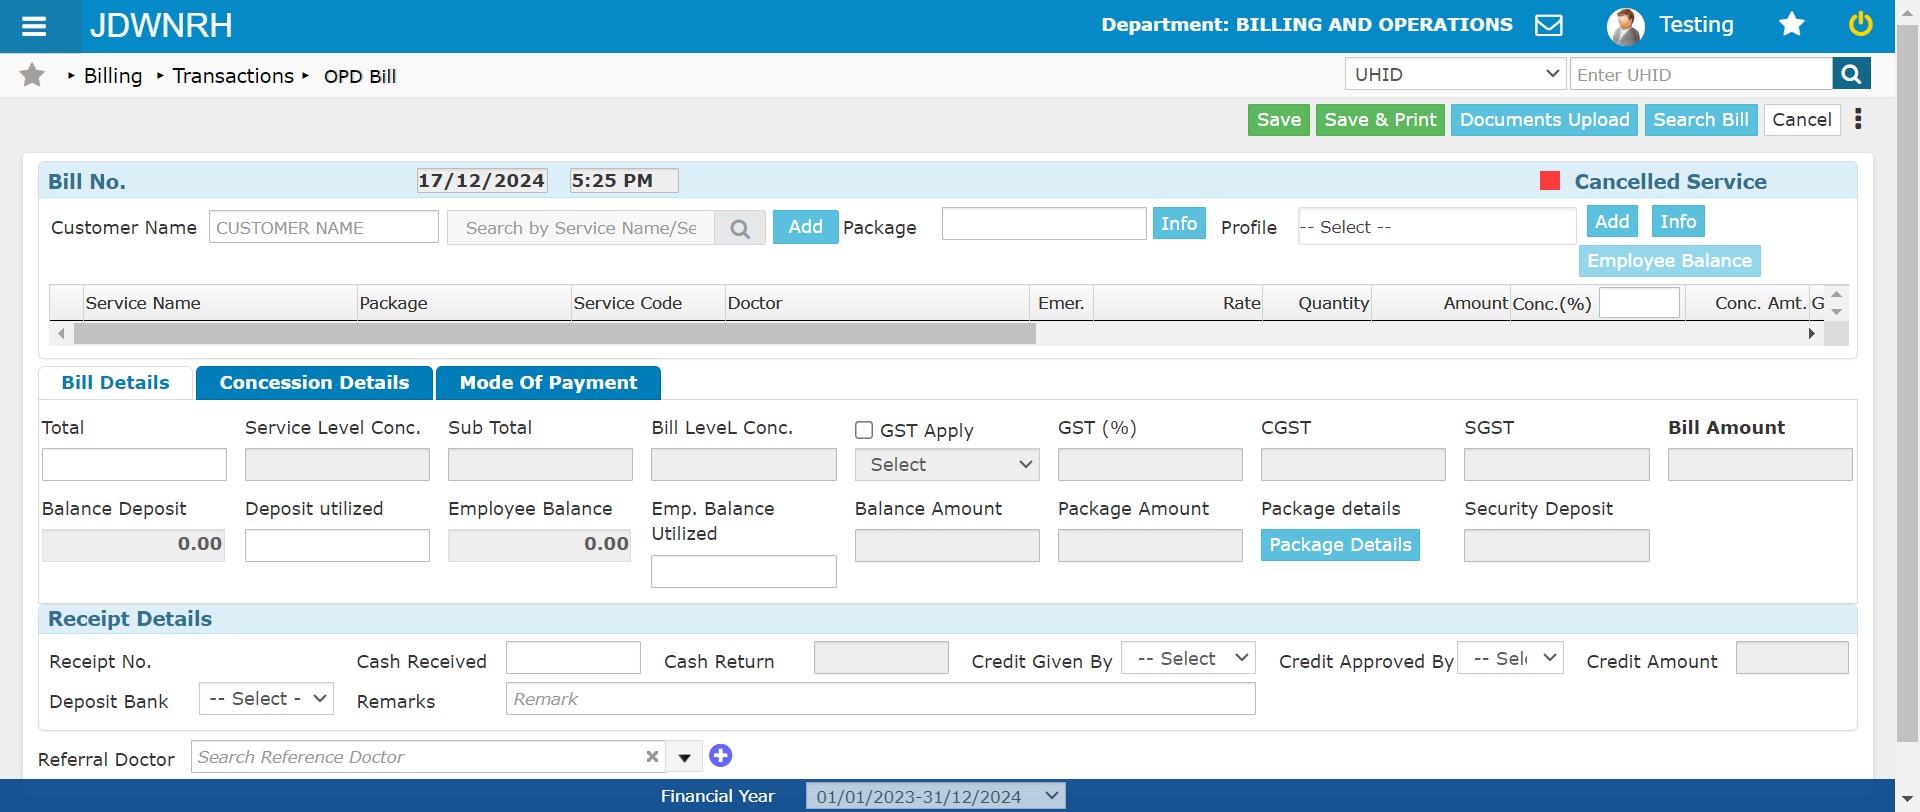 JDWNRH
Department: BILLING AND OPERATIONS
Testing
Billing
Transactions
OPD Bill
UHID
Enter UHID
Save
Save & Print
Documents Upload
Search Bill
Cancel
Bill No.
17/12/2024
5:25 PM
Cancelled Service
Customer Name
CUSTOMER NAME
Search by Service Name/Se
Add
Package
Info
Profile
-- Select --
Add
Info
Employee Balance
Service Name
Package
Service Code
Doctor
Emer.
Rate
Quantity
Amount
Conc.(%)
Conc. Amt.
G
Bill Details
Concession Details
Mode Of Payment
Total
Service Level Conc.
Sub Total
Bill LeveL Conc.
GST Apply
GST (%)
CGST
SGST
Bill Amount
Select
Balance Deposit
Deposit utilized
Employee Balance
Emp. Balance
Utilized
Balance Amount
Package Amount
Package details
Security Deposit
0.00
0.00
Package Details
Receipt Details
Receipt No.
Cash Received
Cash Return
Credit Given By
-- Select
Credit Approved By
-- Sel
Credit Amount
Deposit Bank
-- Select -
Remarks
Remark
Referral Doctor
Search Reference Doctor
Financial Year
01/01/2023-31/12/2024